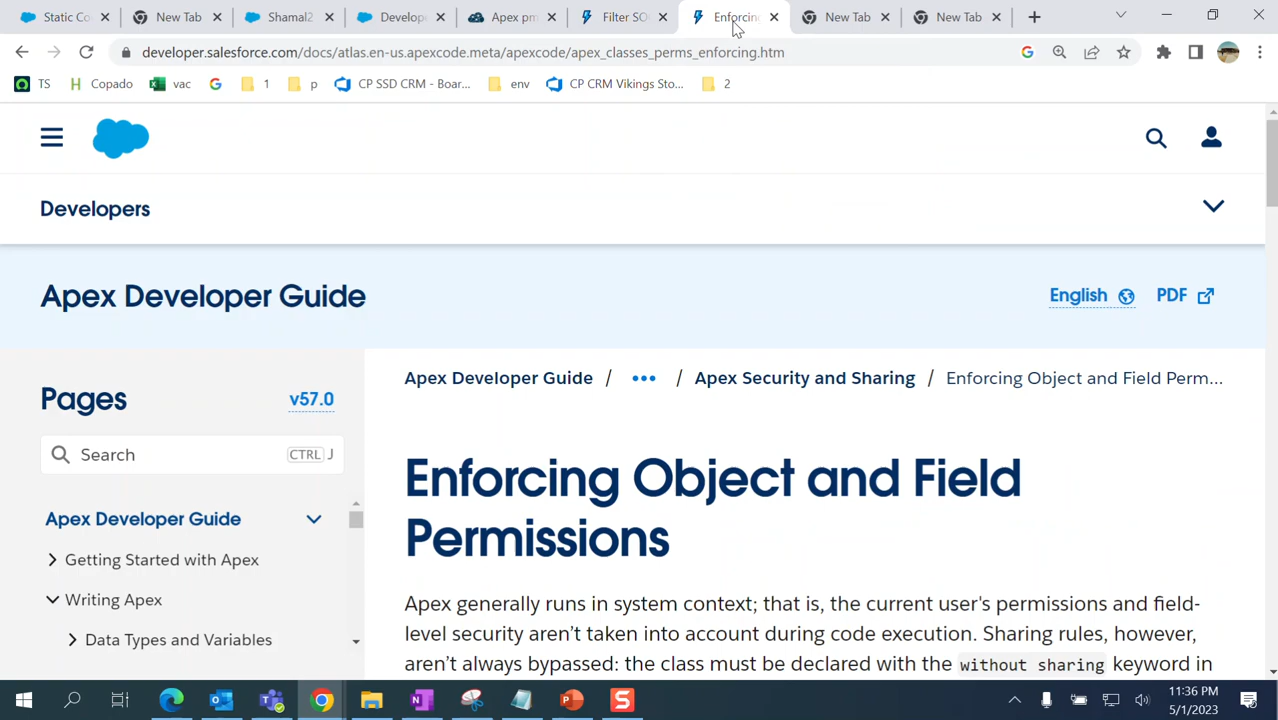 Static Co
New Tab
Shamal2
Develop
Apex pr
Filter SO
Enforcin
New Tab
New Tab
developer.salesforce.com/docs/atlas.en-us.apexcode.meta/apexcode/apex_classes_perms_enforcing.htm
TS
Copado
vac
1
p
CP SSD CRM - Boar...
env
CP CRM Vikings Sto...
2
Developers
Apex Developer Guide
English
PDF
Pages
v57.0
Search
CTRL J
Apex Developer Guide
Getting Started with Apex
Writing Apex
Data Types and Variables
Apex Developer Guide / ••• / Apex Security and Sharing / Enforcing Object and Field Perm...
Enforcing Object and Field
Permissions
Apex generally runs in system context; that is, the current user's permissions and field-
level security aren't taken into account during code execution. Sharing rules, however,
aren't always bypassed: the class must be declared with the without sharing keyword in
11:36 PM
5/1/2023